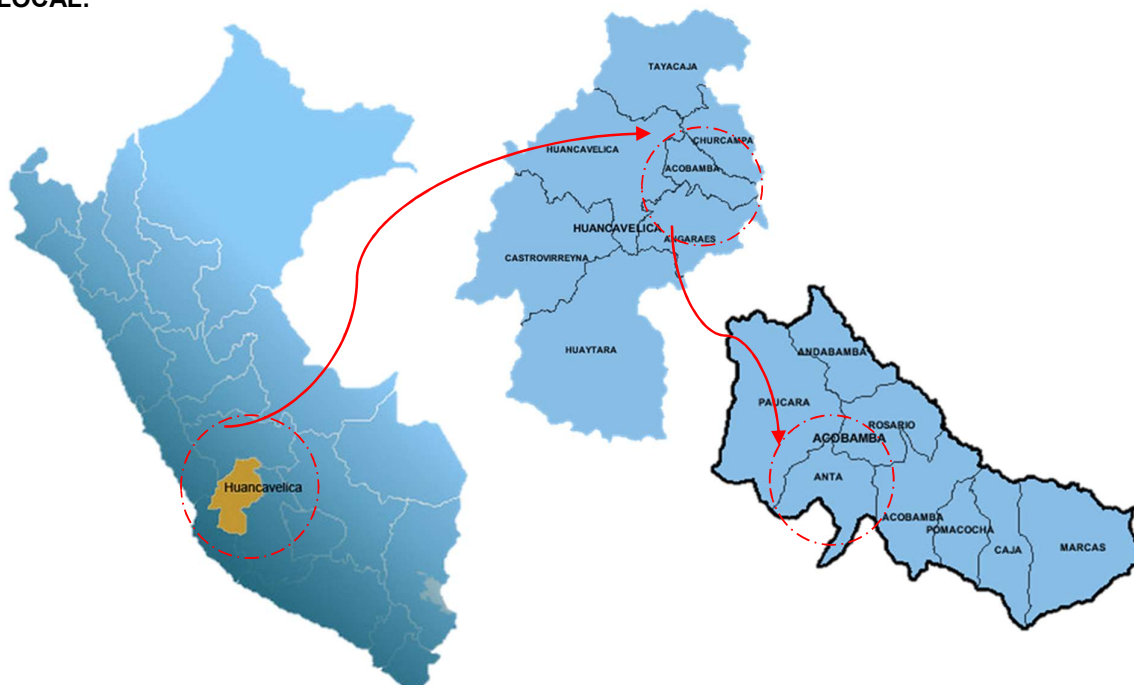 LOCAL:
TAYACAJA
HUANCAVELICA
CHURCAMPA
ACOBAMBA
HUANCAVELICA
ANGARAES
CASTROVIRREYNA
HUAYTARA
Huancavelica
ANDABAMBA
PAUCARA
ROSARIO
ACOBAMBA
ANTA
ACOBAMBA
POMACOCHA
CAJA
MARCAS